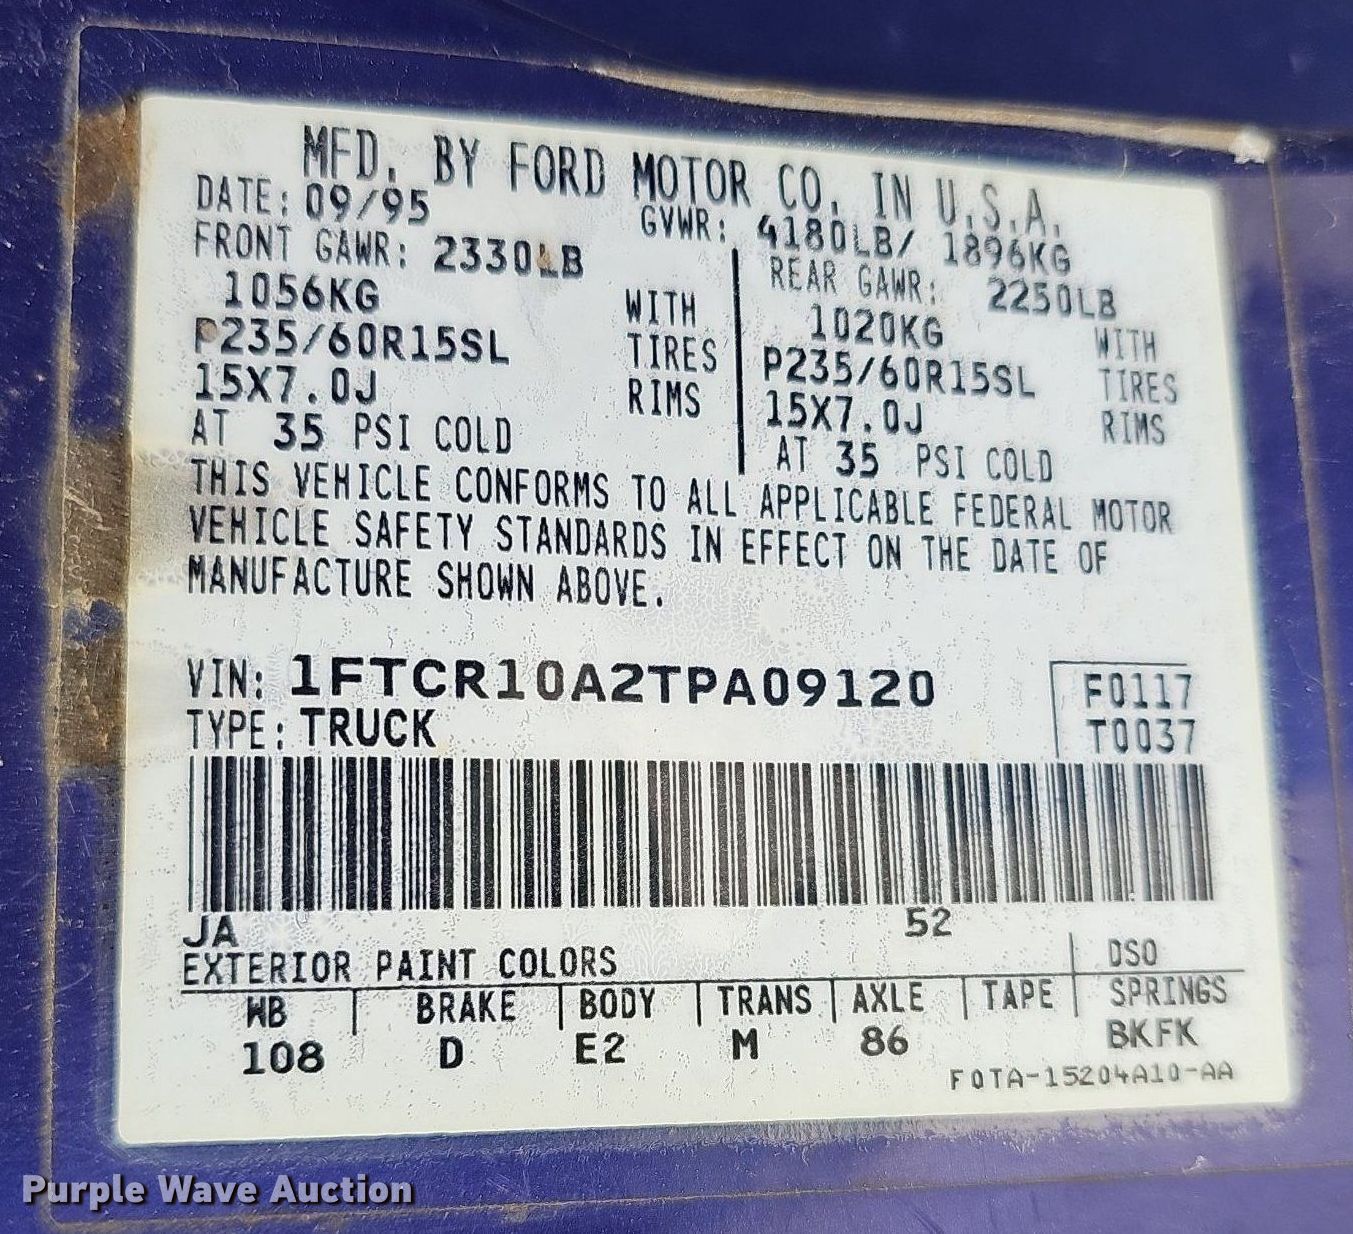 MFD. BY FORD MOTOR CO. IN U.S.A.
DATE: 09/95 GVWR: 4180LB/ 1896KG
FRONT GAWR: 2330LB REAR GAWR: 2250LB
1056KG WITH 1020KG WITH
P235/60R15SL TIRES P235/60R15SL TIRES
15X7.0J RIMS 15X7.0J RIMS
AT 35 PSI COLD AT 35 PSI COLD
THIS VEHICLE CONFORMS TO ALL APPLICABLE FEDERAL MOTOR
VEHICLE SAFETY STANDARDS IN EFFECT ON THE DATE OF
MANUFACTURE SHOWN ABOVE.
VIN: 1FTCR10A2TPA09120 F0117
TYPE: TRUCK T0037
JA 52
EXTERIOR PAINT COLORS DSO
WB BRAKE BODY TRANS AXLE TAPE SPRINGS
108 D E2 M 86 BKFK
F0TA-15204A10-AA
Purple Wave Auction